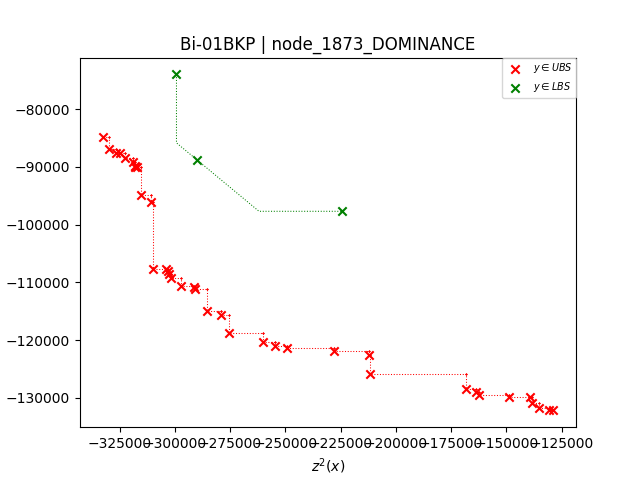 Bi-01BKP | node_1873_DOMINANCE
y ∈ UBS
y ∈ LBS
−80000
−90000
−100000
−110000
−120000
−130000
−325000 −300000 −275000 −250000 −225000 −200000 −175000 −150000 −125000
z²(x)